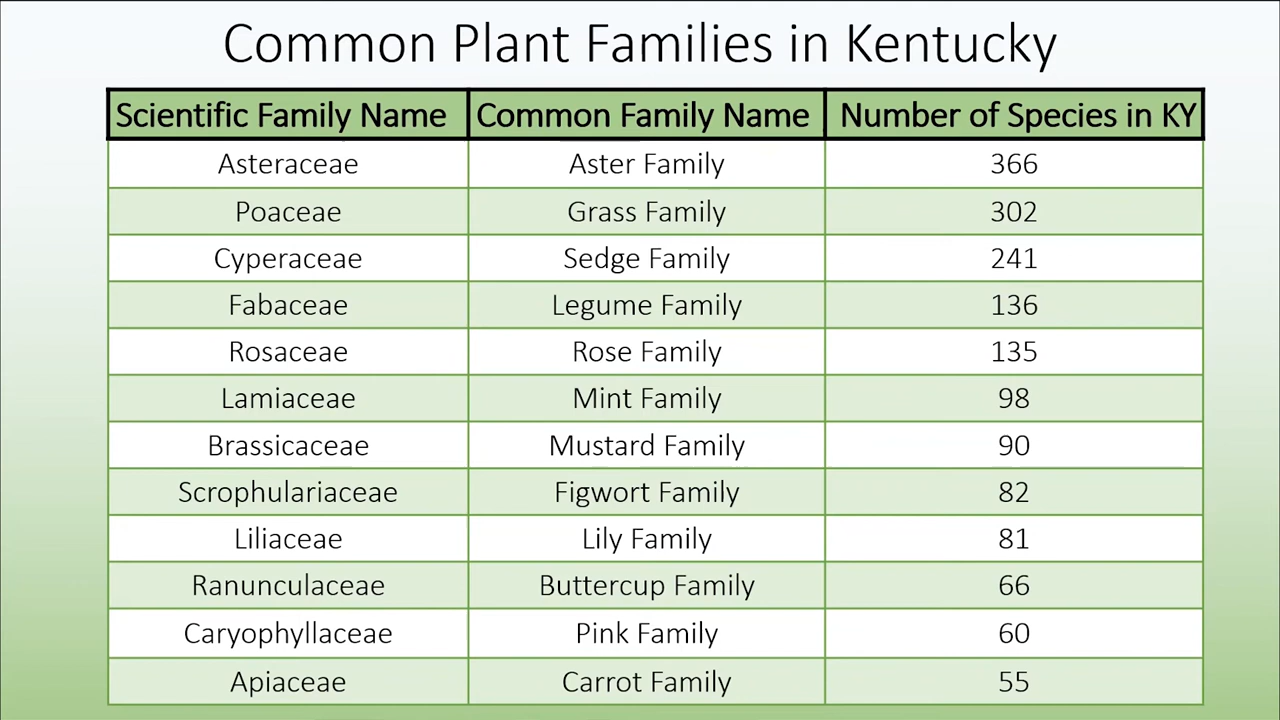 Common Plant Families in Kentucky
Scientific Family Name Common Family Name Number of Species in KY
Asteraceae Aster Family 366
Poaceae Grass Family 302
Cyperaceae Sedge Family 241
Fabaceae Legume Family 136
Rosaceae Rose Family 135
Lamiaceae Mint Family 98
Brassicaceae Mustard Family 90
Scrophulariaceae Figwort Family 82
Liliaceae Lily Family 81
Ranunculaceae Buttercup Family 66
Caryophyllaceae Pink Family 60
Apiaceae Carrot Family 55